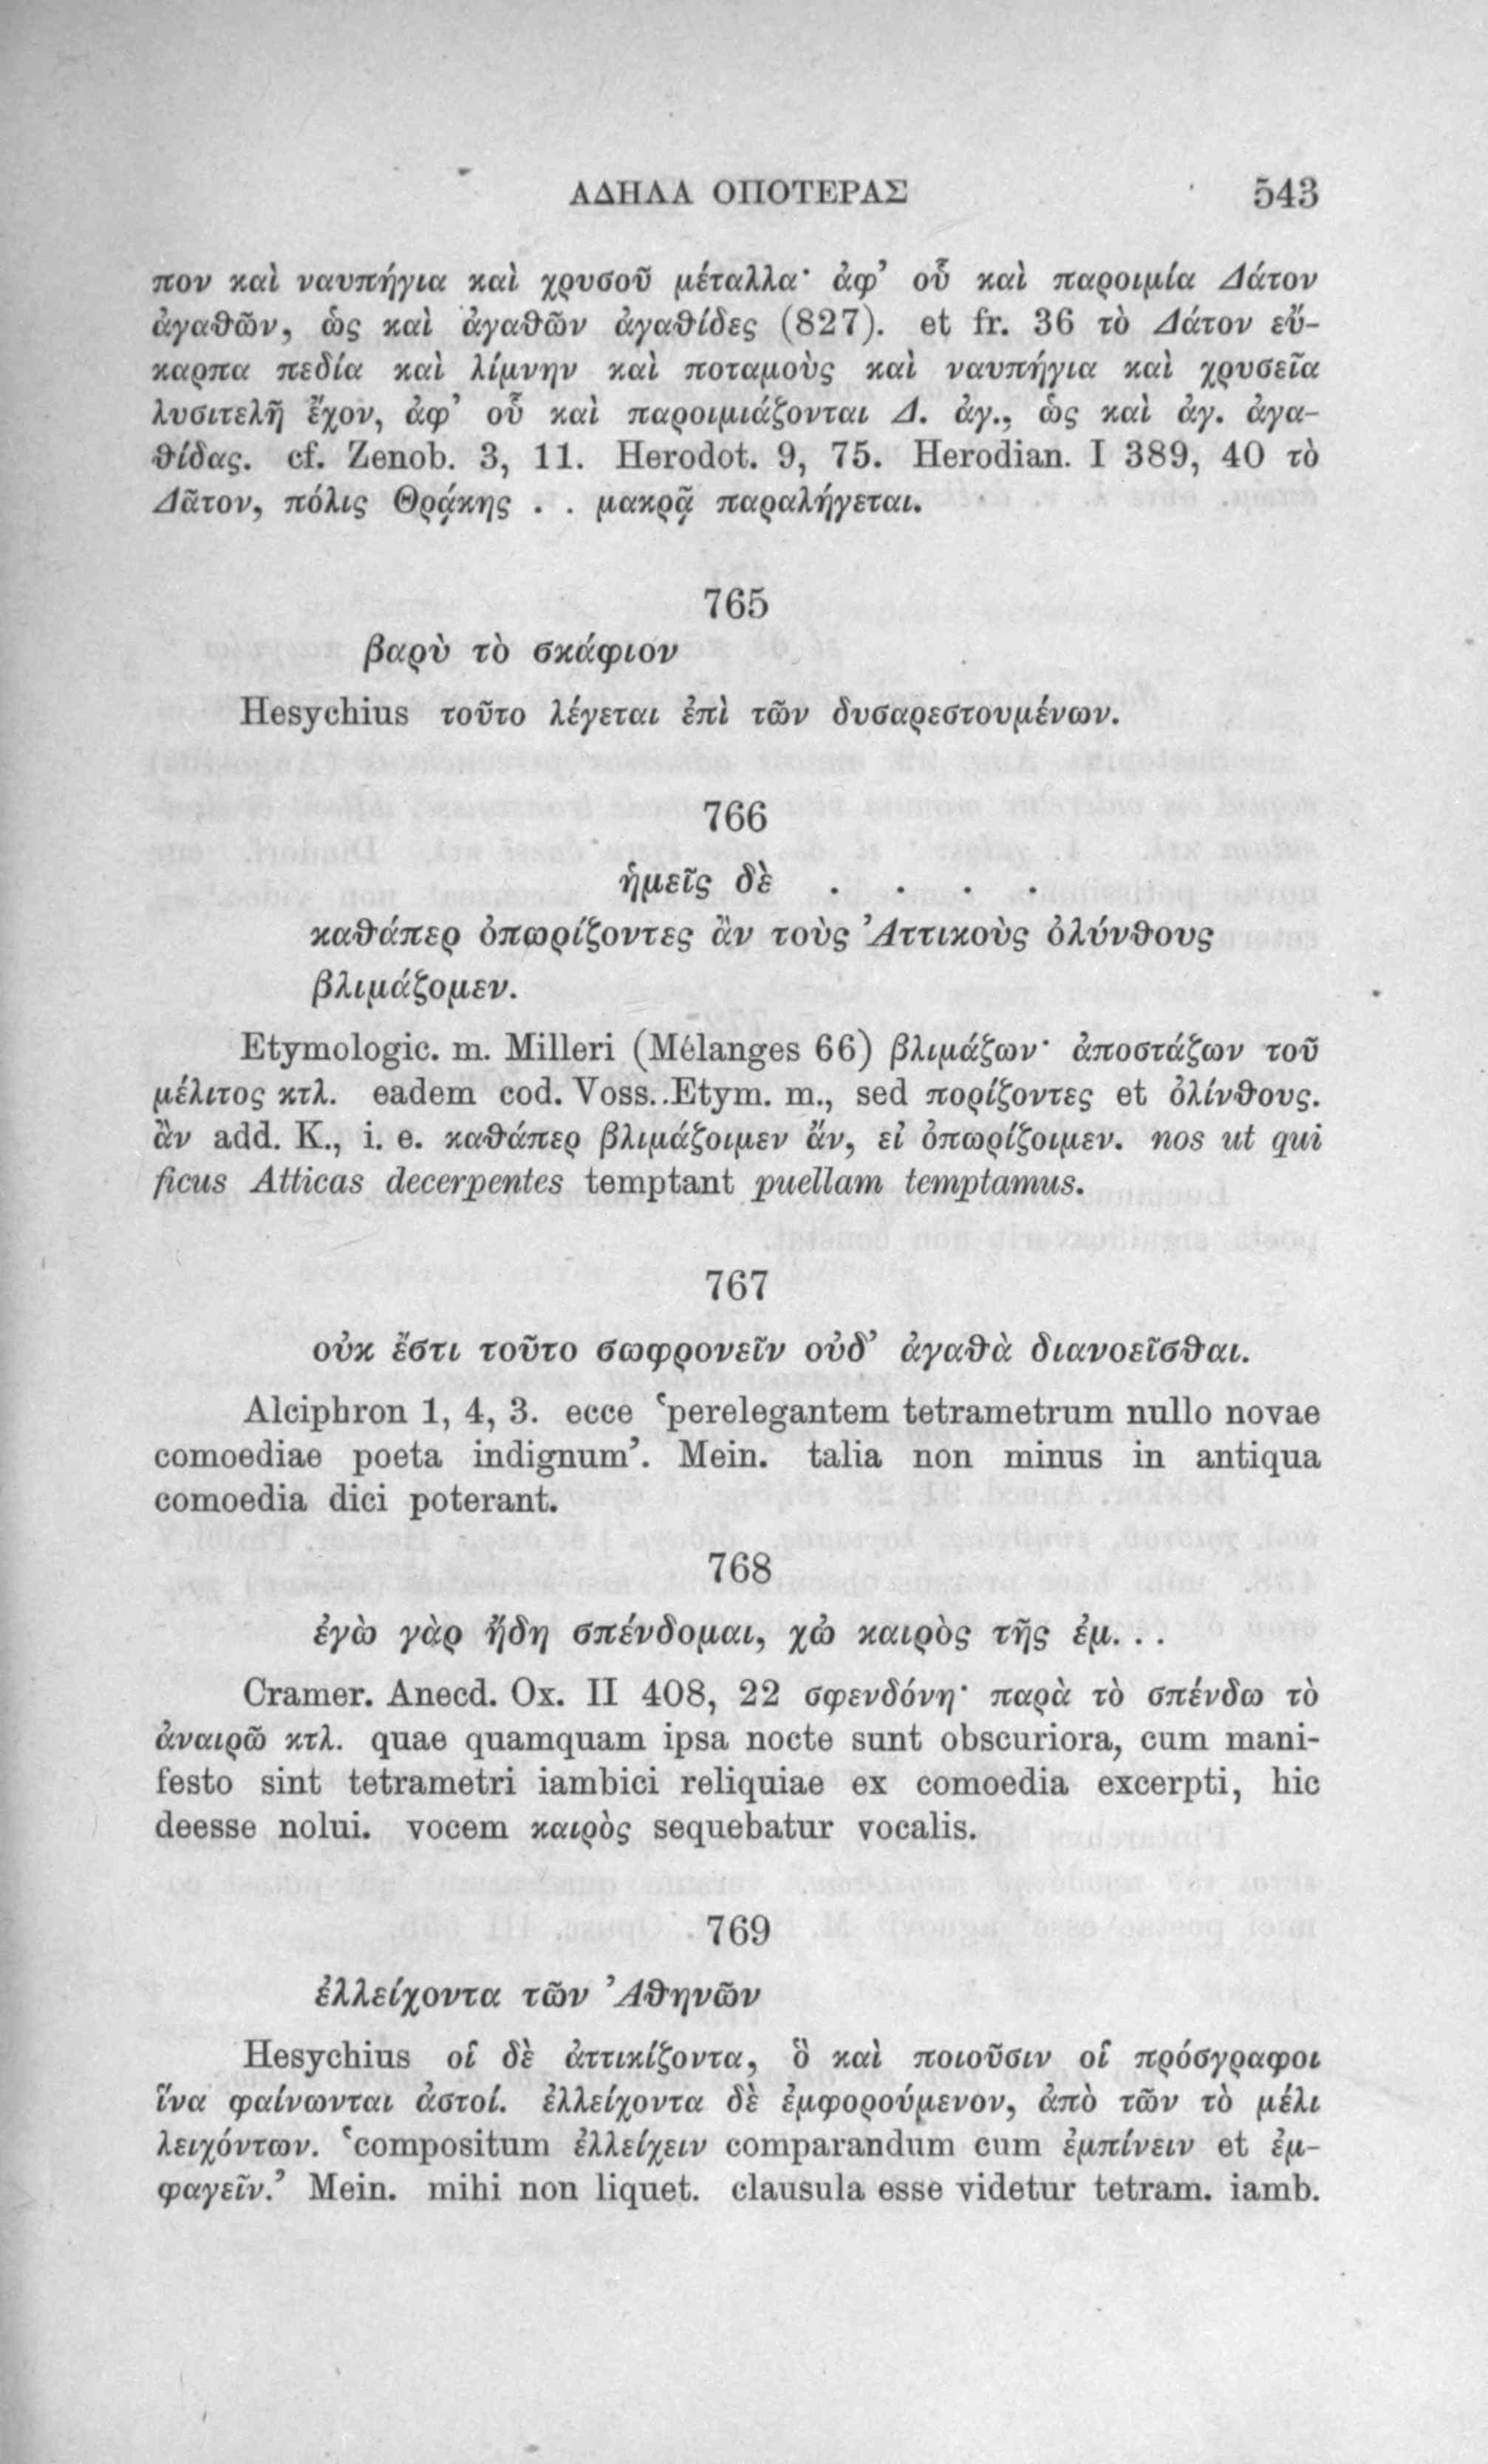 ΑΔΗΛΑ ΟΠΟΤΕΡΑΣ 543
πον καὶ ναυπήγια καὶ χρυσοῦ μέταλλα· ἀφ’ οὗ καὶ παροιμία Δάτον
ἀγαθῶν, ὡς καὶ ἀγαθῶν ἀγαθίδες (827). et fr. 36 τὸ Δάτον εὔ-
καρπα πεδία καὶ λίμνην καὶ ποταμοὺς καὶ ναυπήγια καὶ χρυσεῖα
λυσιτελῆ ἔχον, ἀφ’ οὗ καὶ παροιμιάζονται Δ. ἀγ., ὡς καὶ ἀγ. ἀγα-
θίδας. cf. Zenob. 3, 11. Herodot. 9, 75. Herodian. I 389, 40 τὸ
Δᾶτον, πόλις Θρᾴκης . . μακρᾷ παραλήγεται.
765
βαρὺ τὸ σκάφιον
Hesychius τοῦτο λέγεται ἐπὶ τῶν δυσαρεστουμένων.
766
ἡμεῖς δὲ . . . .
καθάπερ ὀπωρίζοντες ἂν τοὺς Ἀττικοὺς ὀλύνθους
βλιμάζομεν.
Etymologic. m. Milleri (Mélanges 66) βλιμάζων· ἀποστάζων τοῦ
μέλιτος κτλ. eadem cod. Voss. Etym. m., sed πορίζοντες et ὀλίνθους.
ἂν add. K., i. e. καθάπερ βλιμάζοιμεν ἄν, εἰ ὀπωρίζοιμεν. nos ut qui
ficus Atticas decerpentes temptant puellam temptamus.
767
οὐκ ἔστι τοῦτο σωφρονεῖν οὐδ’ ἀγαθὰ διανοεῖσθαι.
Alciphron 1, 4, 3. ecce ‘perelegantem tetrametrum nullo novae
comoediae poeta indignum’. Mein. talia non minus in antiqua
comoedia dici poterant.
768
ἐγὼ γὰρ ἤδη σπένδομαι, χὠ καιρὸς τῆς ἐμ. . .
Cramer. Anecd. Ox. II 408, 22 σφενδόνη· παρὰ τὸ σπένδω τὸ
ἀναιρῶ κτλ. quae quamquam ipsa nocte sunt obscuriora, cum mani-
festo sint tetrametri iambici reliquiae ex comoedia excerpti, hic
deesse nolui. vocem καιρὸς sequebatur vocalis.
769
ἐλλείχοντα τῶν Ἀθηνῶν
Hesychius οἱ δὲ ἀττικίζοντα, ὃ καὶ ποιοῦσιν οἱ πρόσγραφοι
ἵνα φαίνωνται ἀστοί. ἐλλείχοντα δὲ ἐμφορούμενον, ἀπὸ τῶν τὸ μέλι
λειχόντων. ‘compositum ἐλλείχειν comparandum cum ἐμπίνειν et ἐμ-
φαγεῖν.’ Mein. mihi non liquet. clausula esse videtur tetram. iamb.